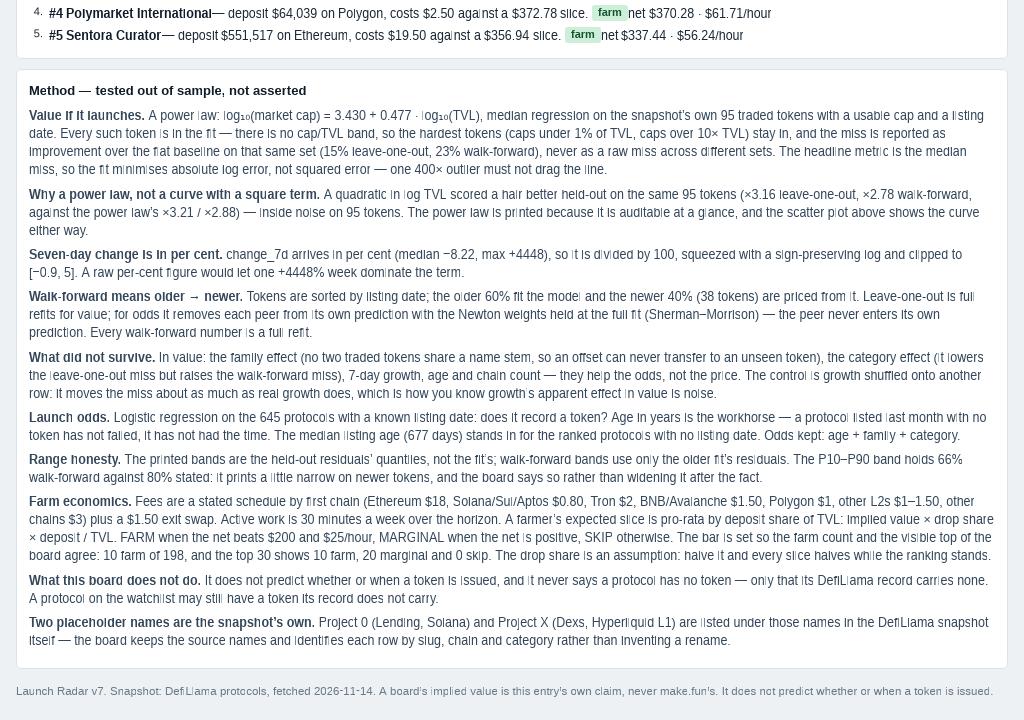 4. #4 Polymarket International— deposit $64,039 on Polygon, costs $2.50 against a $372.78 slice. farm net $370.28 · $61.71/hour
5. #5 Sentora Curator— deposit $551,517 on Ethereum, costs $19.50 against a $356.94 slice. farm net $337.44 · $56.24/hour
Method — tested out of sample, not asserted
Value if it launches. A power law: log₁₀(market cap) = 3.430 + 0.477 · log₁₀(TVL), median regression on the snapshot's own 95 traded tokens with a usable cap and a listing
date. Every such token is in the fit — there is no cap/TVL band, so the hardest tokens (caps under 1% of TVL, caps over 10× TVL) stay in, and the miss is reported as
improvement over the flat baseline on that same set (15% leave-one-out, 23% walk-forward), never as a raw miss across different sets. The headline metric is the median
miss, so the fit minimises absolute log error, not squared error — one 400× outlier must not drag the line.
Why a power law, not a curve with a square term. A quadratic in log TVL scored a hair better held-out on the same 95 tokens (×3.16 leave-one-out, ×2.78 walk-forward,
against the power law's ×3.21 / ×2.88) — inside noise on 95 tokens. The power law is printed because it is auditable at a glance, and the scatter plot above shows the curve
either way.
Seven-day change is in per cent. change_7d arrives in per cent (median −8.22, max +4448), so it is divided by 100, squeezed with a sign-preserving log and clipped to
[−0.9, 5]. A raw per-cent figure would let one +4448% week dominate the term.
Walk-forward means older → newer. Tokens are sorted by listing date; the older 60% fit the model and the newer 40% (38 tokens) are priced from it. Leave-one-out is full
refits for value; for odds it removes each peer from its own prediction with the Newton weights held at the full fit (Sherman–Morrison) — the peer never enters its own
prediction. Every walk-forward number is a full refit.
What did not survive. In value: the family effect (no two traded tokens share a name stem, so an offset can never transfer to an unseen token), the category effect (it lowers
the leave-one-out miss but raises the walk-forward miss), 7-day growth, age and chain count — they help the odds, not the price. The control is growth shuffled onto another
row: it moves the miss about as much as real growth does, which is how you know growth's apparent effect in value is noise.
Launch odds. Logistic regression on the 645 protocols with a known listing date: does it record a token? Age in years is the workhorse — a protocol listed last month with no
token has not failed, it has not had the time. The median listing age (677 days) stands in for the ranked protocols with no listing date. Odds kept: age + family + category.
Range honesty. The printed bands are the held-out residuals' quantiles, not the fit's; walk-forward bands use only the older fit's residuals. The P10–P90 band holds 66%
walk-forward against 80% stated: it prints a little narrow on newer tokens, and the board says so rather than widening it after the fact.
Farm economics. Fees are a stated schedule by first chain (Ethereum $18, Solana/Sui/Aptos $0.80, Tron $2, BNB/Avalanche $1.50, Polygon $1, other L2s $1–1.50, other
chains $3) plus a $1.50 exit swap. Active work is 30 minutes a week over the horizon. A farmer's expected slice is pro-rata by deposit share of TVL: implied value × drop share
× deposit / TVL. FARM when the net beats $200 and $25/hour, MARGINAL when the net is positive, SKIP otherwise. The bar is set so the farm count and the visible top of the
board agree: 10 farm of 198, and the top 30 shows 10 farm, 20 marginal and 0 skip. The drop share is an assumption: halve it and every slice halves while the ranking stands.
What this board does not do. It does not predict whether or when a token is issued, and it never says a protocol has no token — only that its DefiLlama record carries none.
A protocol on the watchlist may still have a token its record does not carry.
Two placeholder names are the snapshot's own. Project 0 (Lending, Solana) and Project X (Dexs, Hyperliquid L1) are listed under those names in the DefiLlama snapshot
itself — the board keeps the source names and identifies each row by slug, chain and category rather than inventing a rename.
Launch Radar v7. Snapshot: DefiLlama protocols, fetched 2026-11-14. A board's implied value is this entry's own claim, never make.fun's. It does not predict whether or when a token is issued.